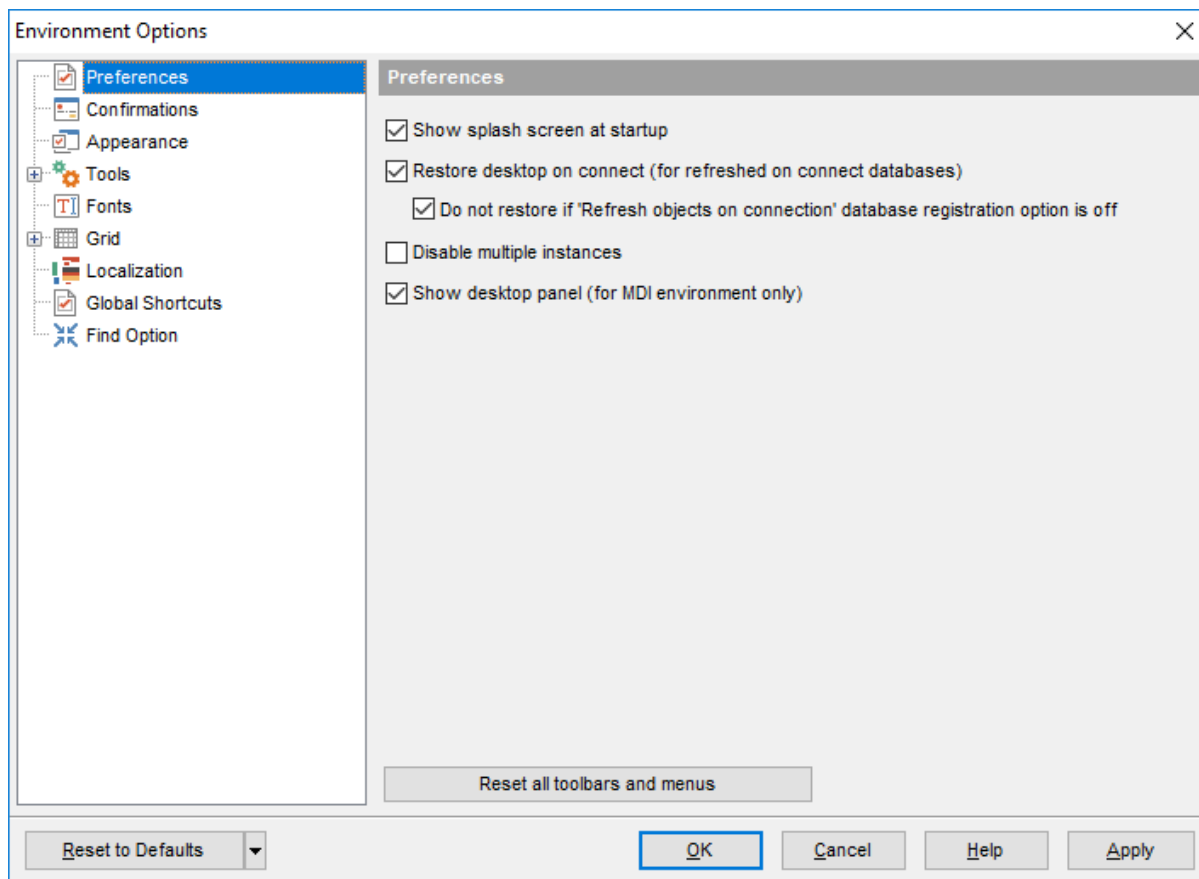 Environment Options
Preferences
Confirmations
Appearance
Tools
Fonts
Grid
Localization
Global Shortcuts
Find Option
Preferences
Show splash screen at startup
Restore desktop on connect (for refreshed on connect databases)
Do not restore if 'Refresh objects on connection' database registration option is off
Disable multiple instances
Show desktop panel (for MDI environment only)
Reset all toolbars and menus
Reset to Defaults
OK
Cancel
Help
Apply